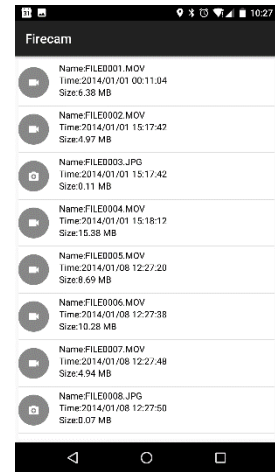 31
10:27
Firecam
Name:FILE0001.MOV
Time:2014/01/01 00:11:04
Size:6.38 MB
Name:FILE0002.MOV
Time:2014/01/01 15:17:42
Size:4.97 MB
Name:FILE0003.JPG
Time:2014/01/01 15:17:42
Size:0.11 MB
Name:FILE0004.MOV
Time:2014/01/01 15:18:12
Size:15.38 MB
Name:FILE0005.MOV
Time:2014/01/08 12:27:20
Size:8.69 MB
Name:FILE0006.MOV
Time:2014/01/08 12:27:38
Size:10.28 MB
Name:FILE0007.MOV
Time:2014/01/08 12:27:48
Size:4.94 MB
Name:FILE0008.JPG
Time:2014/01/08 12:27:50
Size:0.07 MB